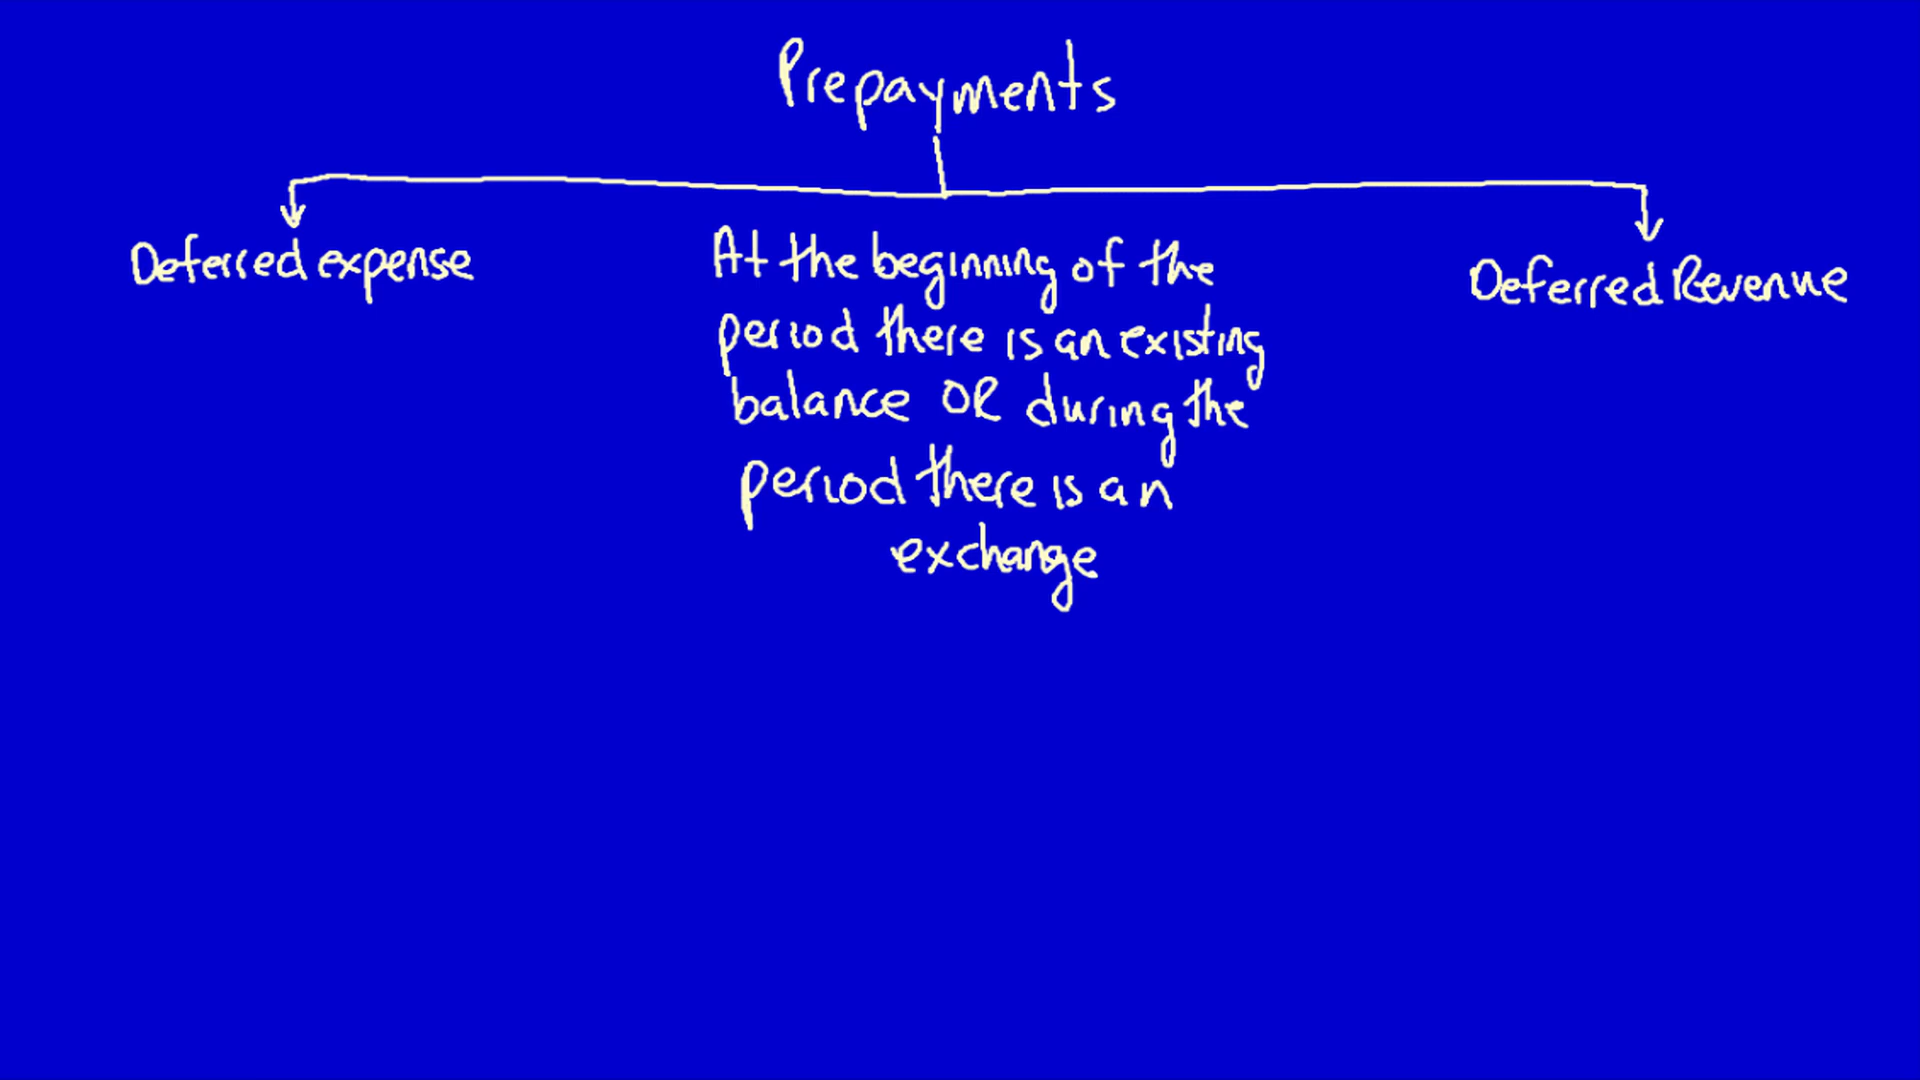 Prepayments
Deferred expense
At the beginning of the
period there is an existing
balance OR during the
period there is an
exchange
Deferred Revenue